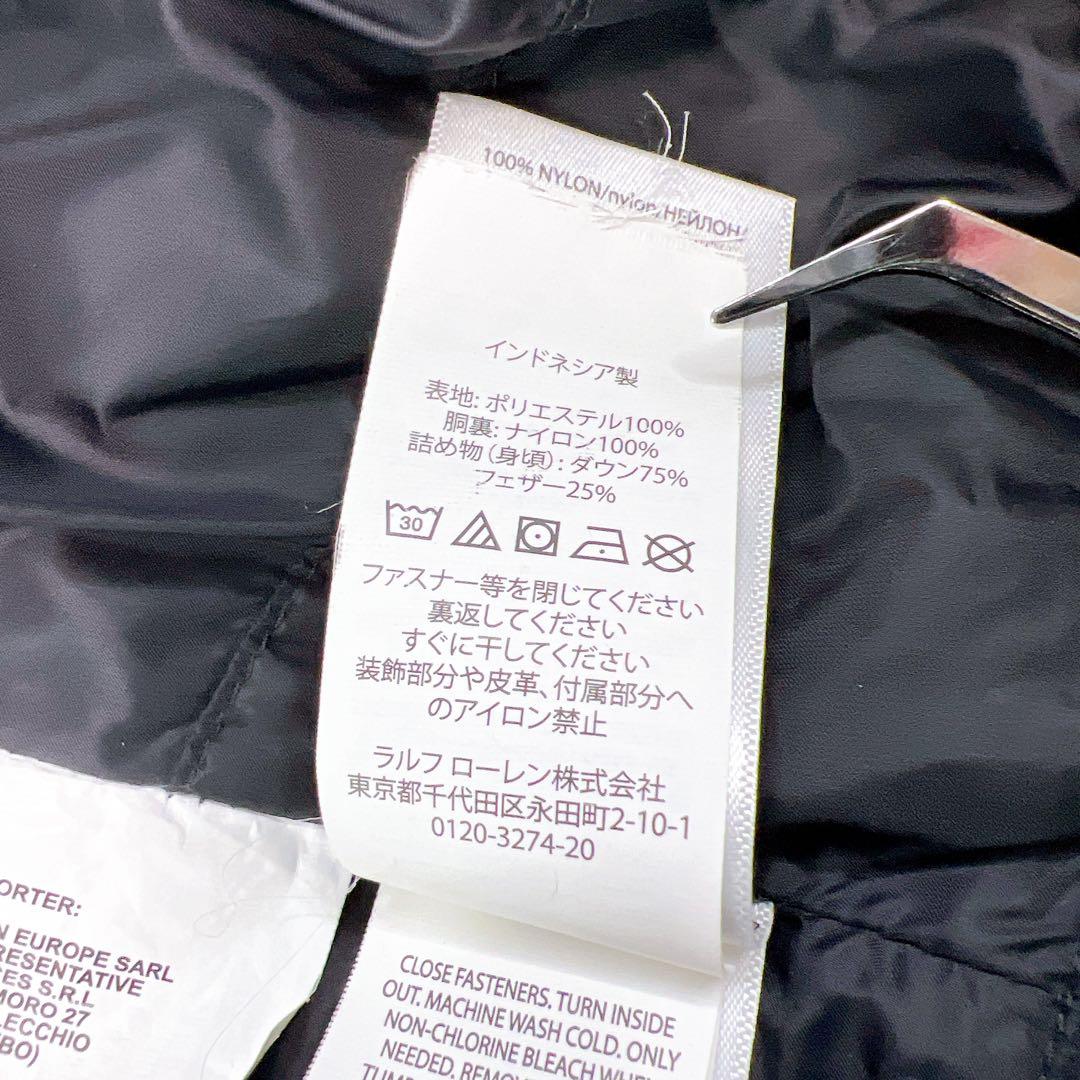 100% NYLON/nylon/НЕЙЛОН/
インドネシア製
表地: ポリエステル100%
胴裏: ナイロン100%
詰め物(身頃): ダウン75%
フェザー25%
30
ファスナー等を閉じてください
裏返してください
すぐに干してください
装飾部分や皮革、付属部分へ
のアイロン禁止
ラルフ ローレン株式会社
東京都千代田区永田町2-10-1
0120-3274-20
ORTER:
N EUROPE SARL
RESENTATIVE
CES S.R.L
MORO 27
LECCHIO
(BO)
CLOSE FASTENERS. TURN INSIDE
OUT. MACHINE WASH COLD. ONLY
NON-CHLORINE BLEACH WHEN
NEEDED. REMOVE
TUMB